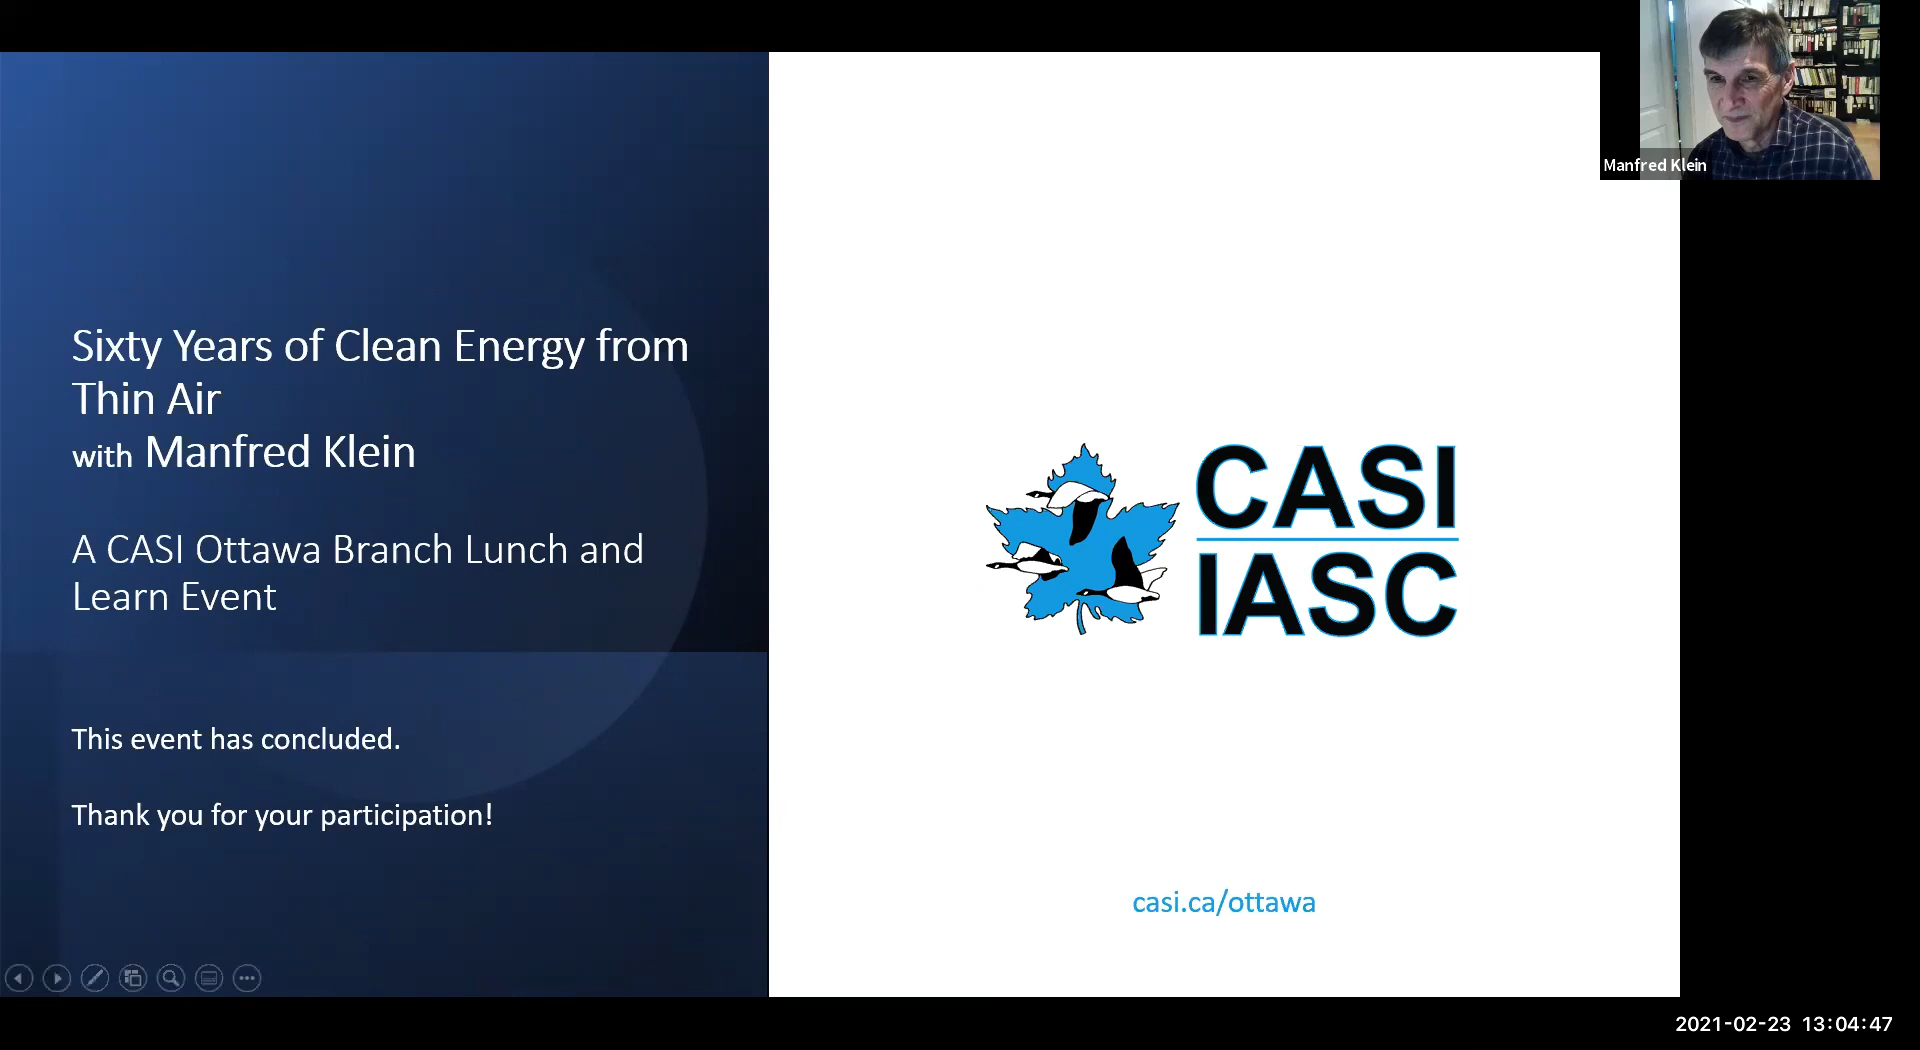 Sixty Years of Clean Energy from
Thin Air
with Manfred Klein
A CASI Ottawa Branch Lunch and
Learn Event
This event has concluded.
Thank you for your participation!
CASI
IASC
casi.ca/ottawa
Manfred Klein
2021-02-23 13:04:47